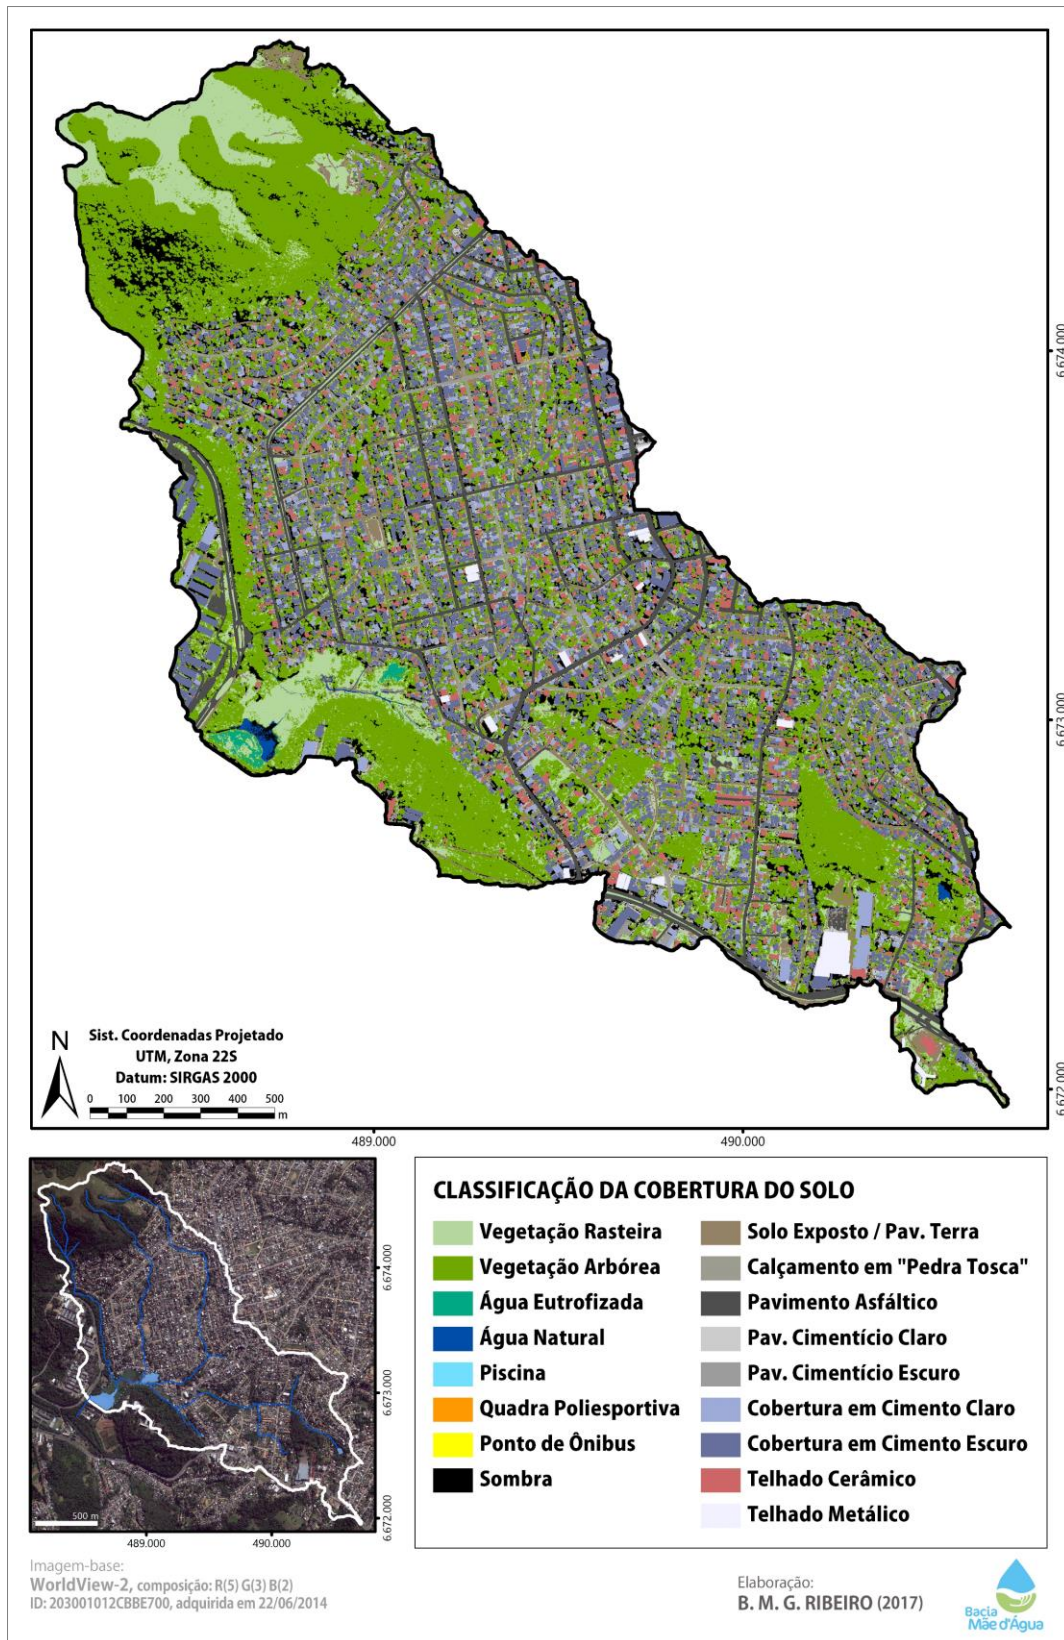 6.674.000
6.673.000
6.672.000
N
Sist. Coordenadas Projetado
UTM, Zona 22S
Datum: SIRGAS 2000
0 100 200 300 400 500
m
489.000 490.000
CLASSIFICAÇÃO DA COBERTURA DO SOLO
Vegetação Rasteira
Vegetação Arbórea
Água Eutrofizada
Água Natural
Piscina
Quadra Poliesportiva
Ponto de Ônibus
Sombra
Solo Exposto / Pav. Terra
Calçamento em "Pedra Tosca"
Pavimento Asfáltico
Pav. Cimentício Claro
Pav. Cimentício Escuro
Cobertura em Cimento Claro
Cobertura em Cimento Escuro
Telhado Cerâmico
Telhado Metálico
6.674.000
6.673.000
6.672.000
500 m
489.000 490.000
Imagem-base:
WorldView-2, composição: R(5) G(3) B(2)
ID: 203001012CBBE700, adquirida em 22/06/2014
Elaboração:
B. M. G. RIBEIRO (2017)
Bacia
Mãe d'Água